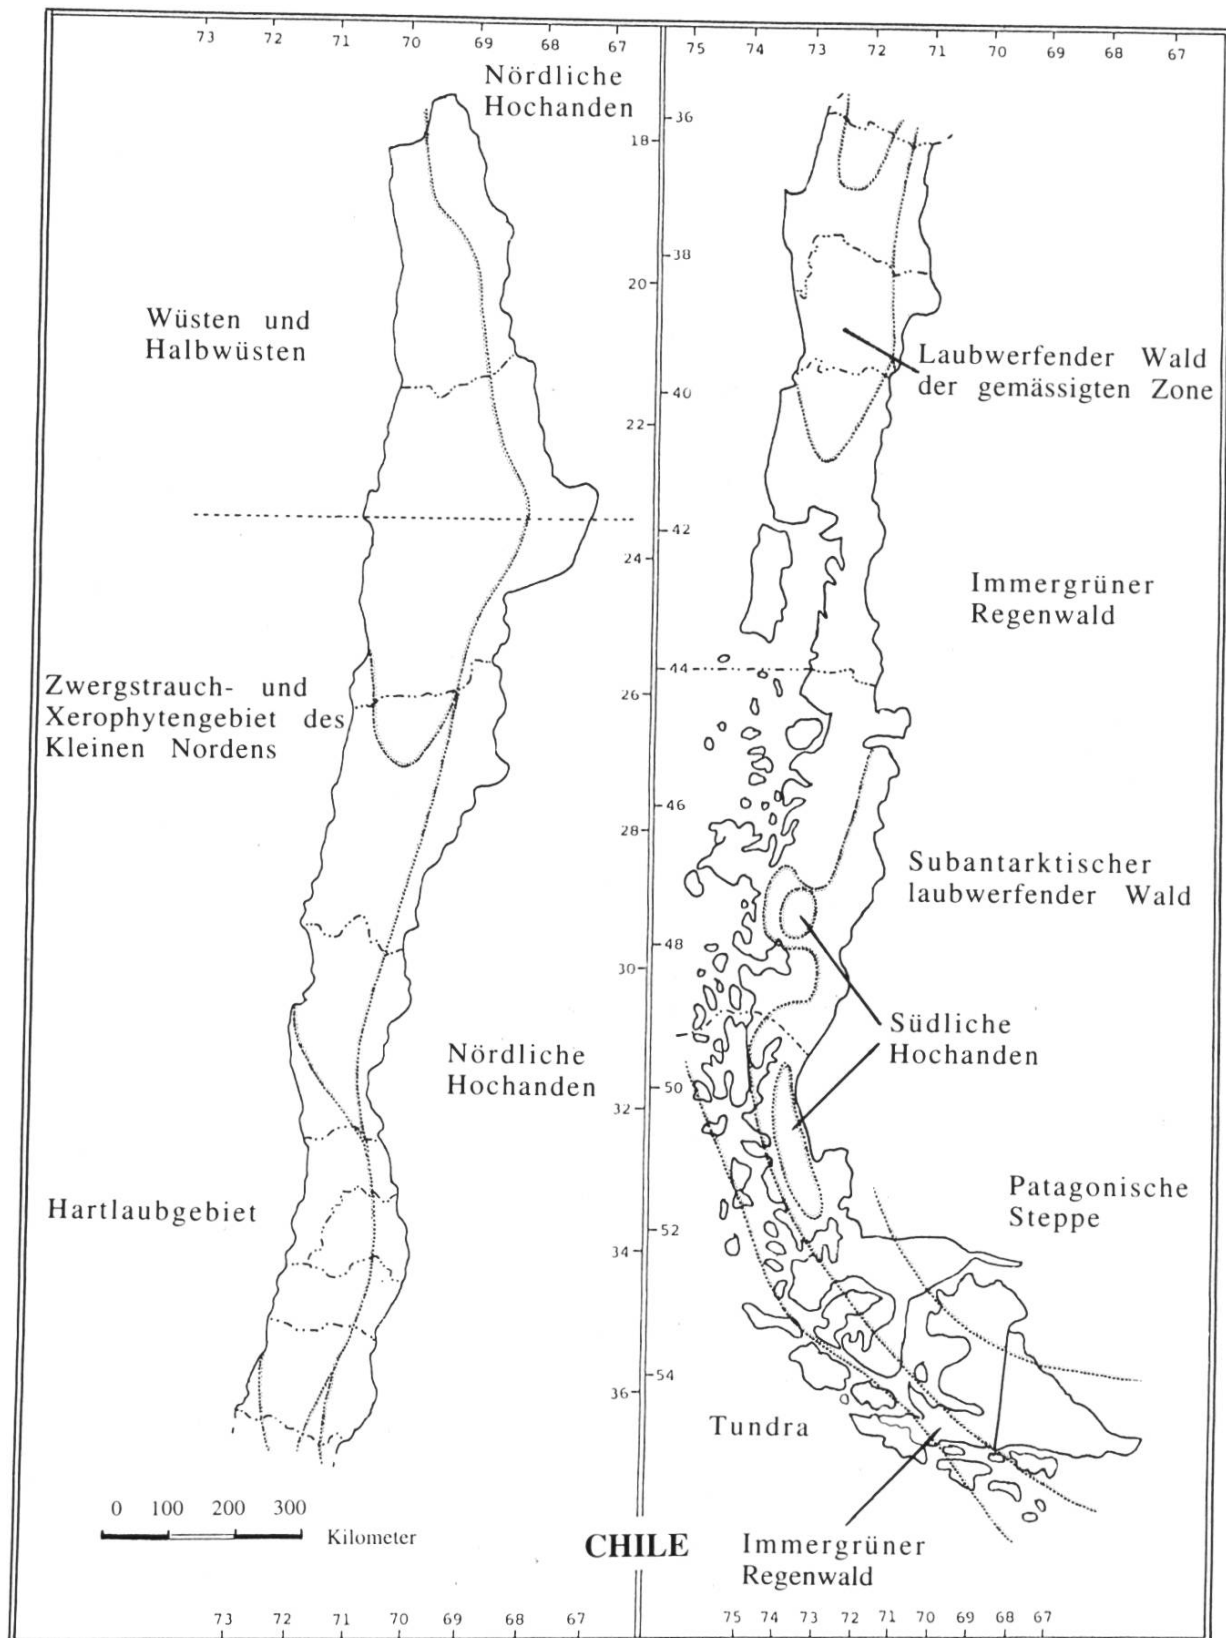 73 72 71 70 69 68 67
75 74 73 72 71 70 69 68 67
Nördliche
Hochanden
18
20
22
24
26
28
30
32
34
36
36
38
40
42
44
46
48
50
52
54
Wüsten und
Halbwüsten
Zwergstrauch- und
Xerophytengebiet des
Kleinen Nordens
Nördliche
Hochanden
Hartlaubgebiet
Laubwerfender Wald
der gemässigten Zone
Immergrüner
Regenwald
Subantarktischer
laubwerfender Wald
Südliche
Hochanden
Patagonische
Steppe
Tundra
Immergrüner
Regenwald
0 100 200 300
Kilometer
CHILE
73 72 71 70 69 68 67
75 74 73 72 71 70 69 68 67